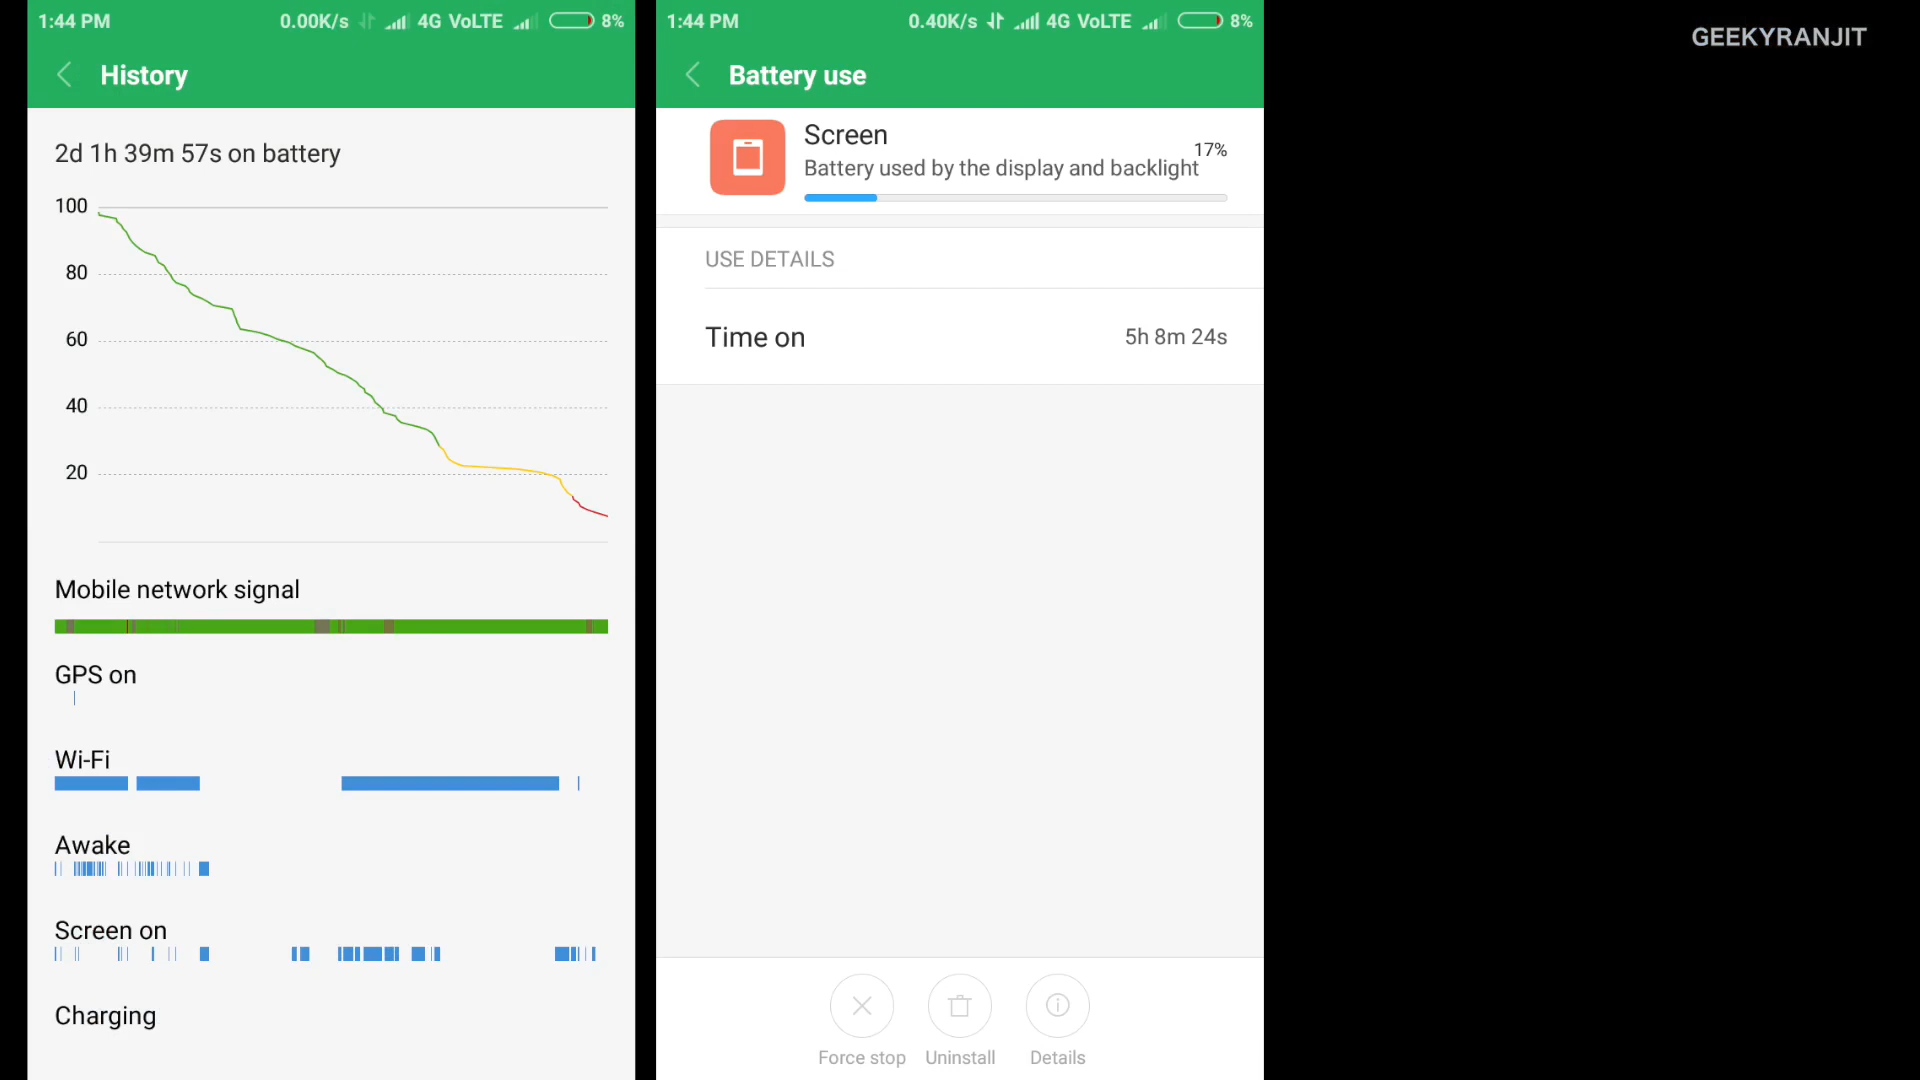 1:44 PM 0.00K/s 4G VoLTE 8%
History
2d 1h 39m 57s on battery
100
80
60
40
20
Mobile network signal
GPS on
Wi-Fi
Awake
Screen on
Charging
1:44 PM 0.40K/s 4G VoLTE 8%
Battery use
Screen
17%
Battery used by the display and backlight
USE DETAILS
Time on 5h 8m 24s
Force stop Uninstall Details
GEEKYRANJIT